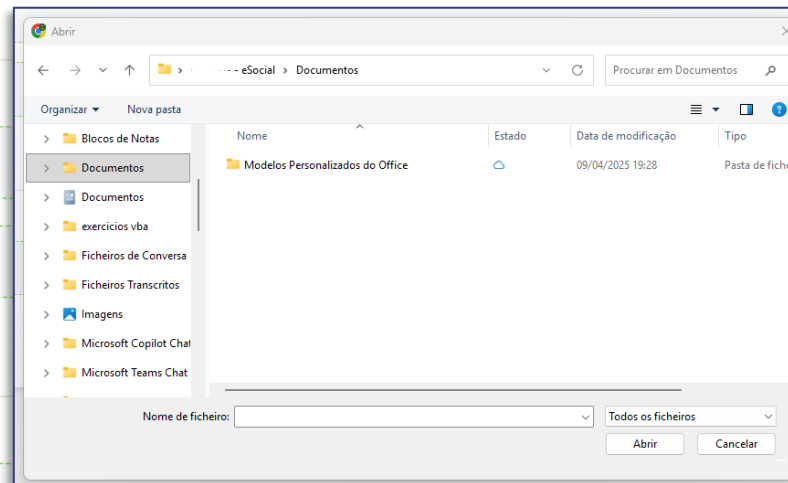 Abrir
- eSocial > Documentos
Procurar em Documentos
Organizar
Nova pasta
Blocos de Notas
Documentos
Documentos
exercicios vba
Ficheiros de Conversa
Ficheiros Transcritos
Imagens
Microsoft Copilot Chat
Microsoft Teams Chat
Nome
Estado
Data de modificação
Tipo
Modelos Personalizados do Office
09/04/2025 19:28
Pasta de fiche
Nome de ficheiro:
Todos os ficheiros
Abrir
Cancelar